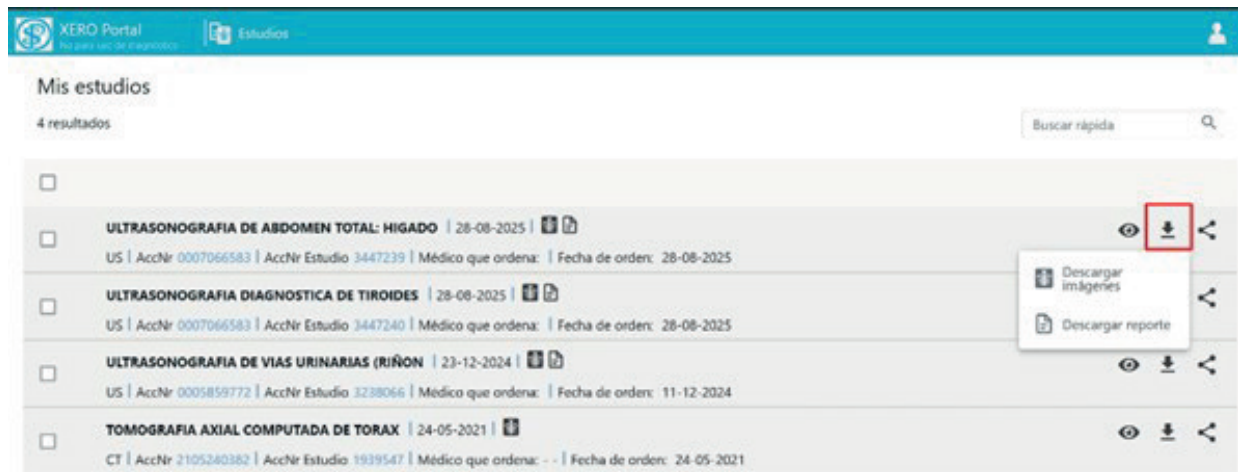 XERO Portal
No para uso de diagnóstico
Estudios
Mis estudios
4 resultados
Buscar rápida
ULTRASONOGRAFIA DE ABDOMEN TOTAL: HIGADO | 28-08-2025 |
US | AccNr 0007066583 | AccNr Estudio 3447239 | Médico que ordena: | Fecha de orden: 28-08-2025
Descargar
imágenes
Descargar reporte
ULTRASONOGRAFIA DIAGNOSTICA DE TIROIDES | 28-08-2025 |
US | AccNr 0007066583 | AccNr Estudio 3447240 | Médico que ordena: | Fecha de orden: 28-08-2025
ULTRASONOGRAFIA DE VIAS URINARIAS (RIÑON | 23-12-2024 |
US | AccNr 0005859772 | AccNr Estudio 3238066 | Médico que ordena: | Fecha de orden: 11-12-2024
TOMOGRAFIA AXIAL COMPUTADA DE TORAX | 24-05-2021 |
CT | AccNr 2105240382 | AccNr Estudio 1939547 | Médico que ordena: - - | Fecha de orden: 24-05-2021